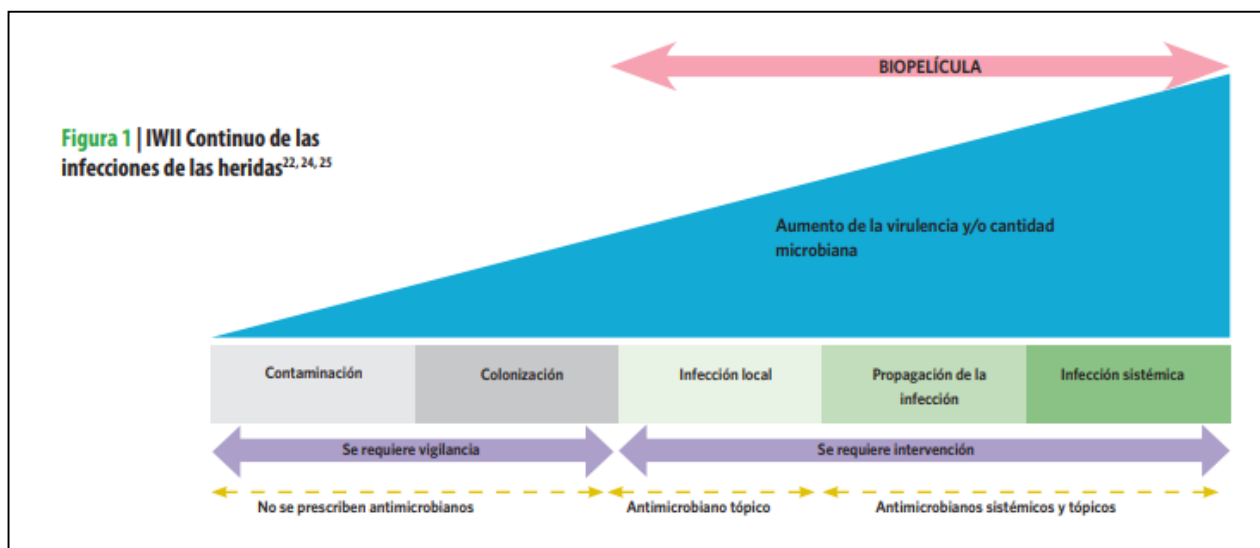 BIOPELÍCULA
Figura 1 | IWII Continuo de las
infecciones de las heridas22, 24, 25
Aumento de la virulencia y/o cantidad
microbiana
Contaminación
Colonización
Infección local
Propagación de la
infección
Infección sistémica
Se requiere vigilancia
Se requiere intervención
No se prescriben antimicrobianos
Antimicrobiano tópico
Antimicrobianos sistémicos y tópicos